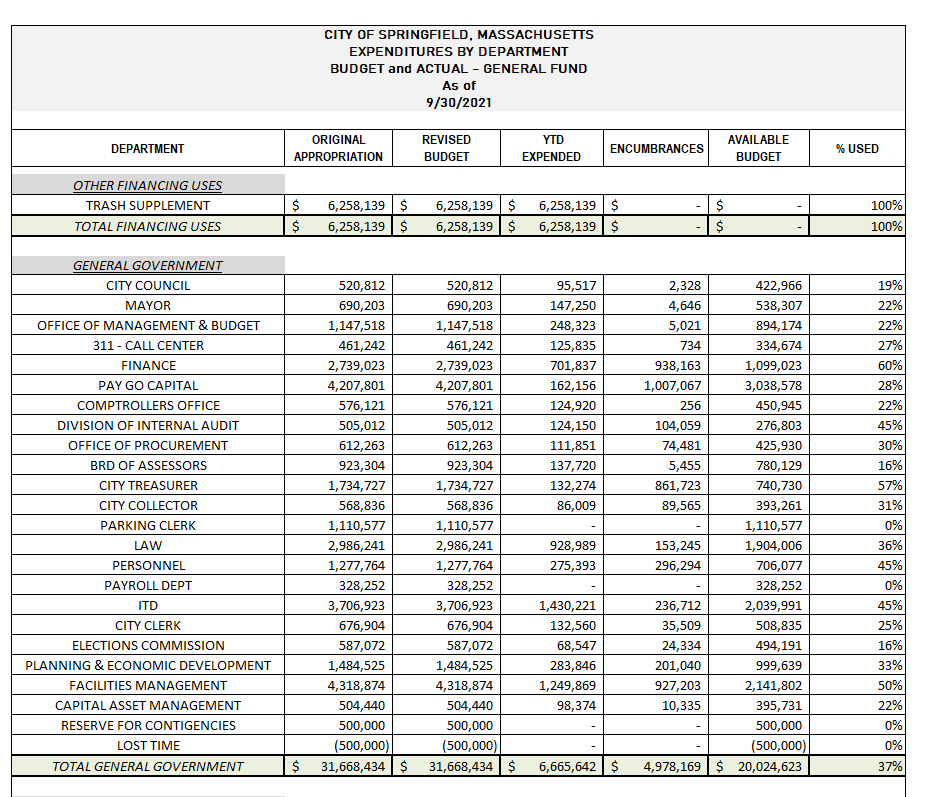 CITY OF SPRINGFIELD, MASSACHUSETTS
EXPENDITURES BY DEPARTMENT
BUDGET and ACTUAL - GENERAL FUND
As of
9/30/2021
DEPARTMENT ORIGINAL APPROPRIATION REVISED BUDGET YTD EXPENDED ENCUMBRANCES AVAILABLE BUDGET % USED
OTHER FINANCING USES
TRASH SUPPLEMENT $ 6,258,139 $ 6,258,139 $ 6,258,139 $ - $ - 100%
TOTAL FINANCING USES $ 6,258,139 $ 6,258,139 $ 6,258,139 $ - $ - 100%
GENERAL GOVERNMENT
CITY COUNCIL 520,812 520,812 95,517 2,328 422,966 19%
MAYOR 690,203 690,203 147,250 4,646 538,307 22%
OFFICE OF MANAGEMENT & BUDGET 1,147,518 1,147,518 248,323 5,021 894,174 22%
311 - CALL CENTER 461,242 461,242 125,835 734 334,674 27%
FINANCE 2,739,023 2,739,023 701,837 938,163 1,099,023 60%
PAY GO CAPITAL 4,207,801 4,207,801 162,156 1,007,067 3,038,578 28%
COMPTROLLERS OFFICE 576,121 576,121 124,920 256 450,945 22%
DIVISION OF INTERNAL AUDIT 505,012 505,012 124,150 104,059 276,803 45%
OFFICE OF PROCUREMENT 612,263 612,263 111,851 74,481 425,930 30%
BRD OF ASSESSORS 923,304 923,304 137,720 5,455 780,129 16%
CITY TREASURER 1,734,727 1,734,727 132,274 861,723 740,730 57%
CITY COLLECTOR 568,836 568,836 86,009 89,565 393,261 31%
PARKING CLERK 1,110,577 1,110,577 - - 1,110,577 0%
LAW 2,986,241 2,986,241 928,989 153,245 1,904,006 36%
PERSONNEL 1,277,764 1,277,764 275,393 296,294 706,077 45%
PAYROLL DEPT 328,252 328,252 - - 328,252 0%
ITD 3,706,923 3,706,923 1,430,221 236,712 2,039,991 45%
CITY CLERK 676,904 676,904 132,560 35,509 508,835 25%
ELECTIONS COMMISSION 587,072 587,072 68,547 24,334 494,191 16%
PLANNING & ECONOMIC DEVELOPMENT 1,484,525 1,484,525 283,846 201,040 999,639 33%
FACILITIES MANAGEMENT 4,318,874 4,318,874 1,249,869 927,203 2,141,802 50%
CAPITAL ASSET MANAGEMENT 504,440 504,440 98,374 10,335 395,731 22%
RESERVE FOR CONTIGENCIES 500,000 500,000 - - 500,000 0%
LOST TIME (500,000) (500,000) - - (500,000) 0%
TOTAL GENERAL GOVERNMENT $ 31,668,434 $ 31,668,434 $ 6,665,642 $ 4,978,169 $ 20,024,623 37%